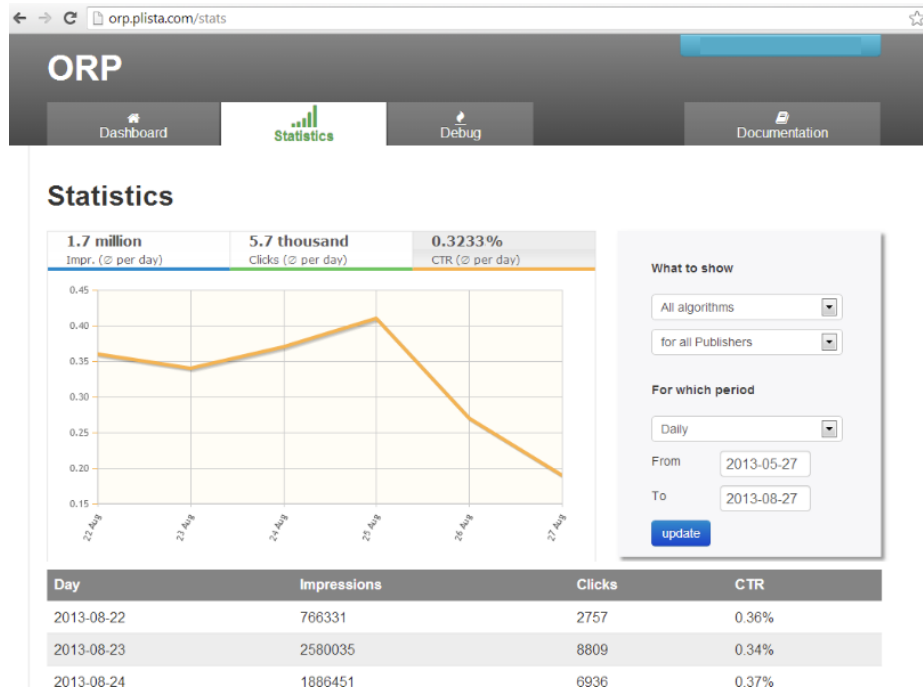 orp.plista.com/stats
ORP
Dashboard
Statistics
Debug
Documentation
Statistics
1.7 million
Impr. (∅ per day)
5.7 thousand
Clicks (∅ per day)
0.3233%
CTR (∅ per day)
0.45
0.40
0.35
0.30
0.25
0.20
0.15
22 Aug
23 Aug
24 Aug
25 Aug
26 Aug
27 Aug
What to show
All algorithms
for all Publishers
For which period
Daily
From 2013-05-27
To 2013-08-27
update
Day Impressions Clicks CTR
2013-08-22 766331 2757 0.36%
2013-08-23 2580035 8809 0.34%
2013-08-24 1886451 6936 0.37%